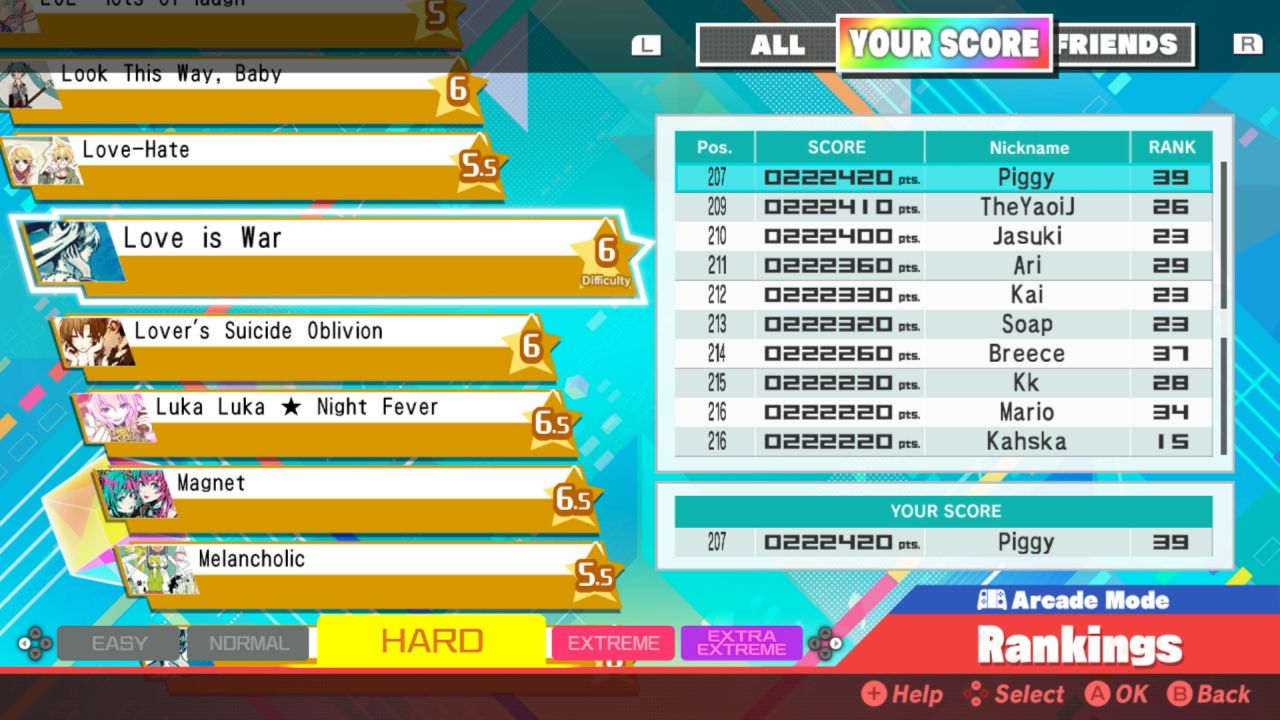 LOL -lots of laugh-
5
L
ALL
YOUR SCORE
FRIENDS
R
Look This Way, Baby
6
Love-Hate
5.5
Love is War
6
Difficulty
Lover's Suicide Oblivion
6
Luka Luka ★ Night Fever
6.5
Magnet
6.5
Melancholic
5.5
Pos. SCORE Nickname RANK
207 0222420 pts. Piggy 39
209 0222410 pts. TheYaoiJ 26
210 0222400 pts. Jasuki 23
211 0222360 pts. Ari 29
212 0222330 pts. Kai 23
213 0222320 pts. Soap 23
214 0222260 pts. Breece 37
215 0222230 pts. Kk 28
216 0222220 pts. Mario 34
216 0222220 pts. Kahska 15
YOUR SCORE
207 0222420 pts. Piggy 39
Arcade Mode
Rankings
EASY
NORMAL
HARD
EXTREME
EXTRA
EXTREME
+ Help
Select
A OK
B Back